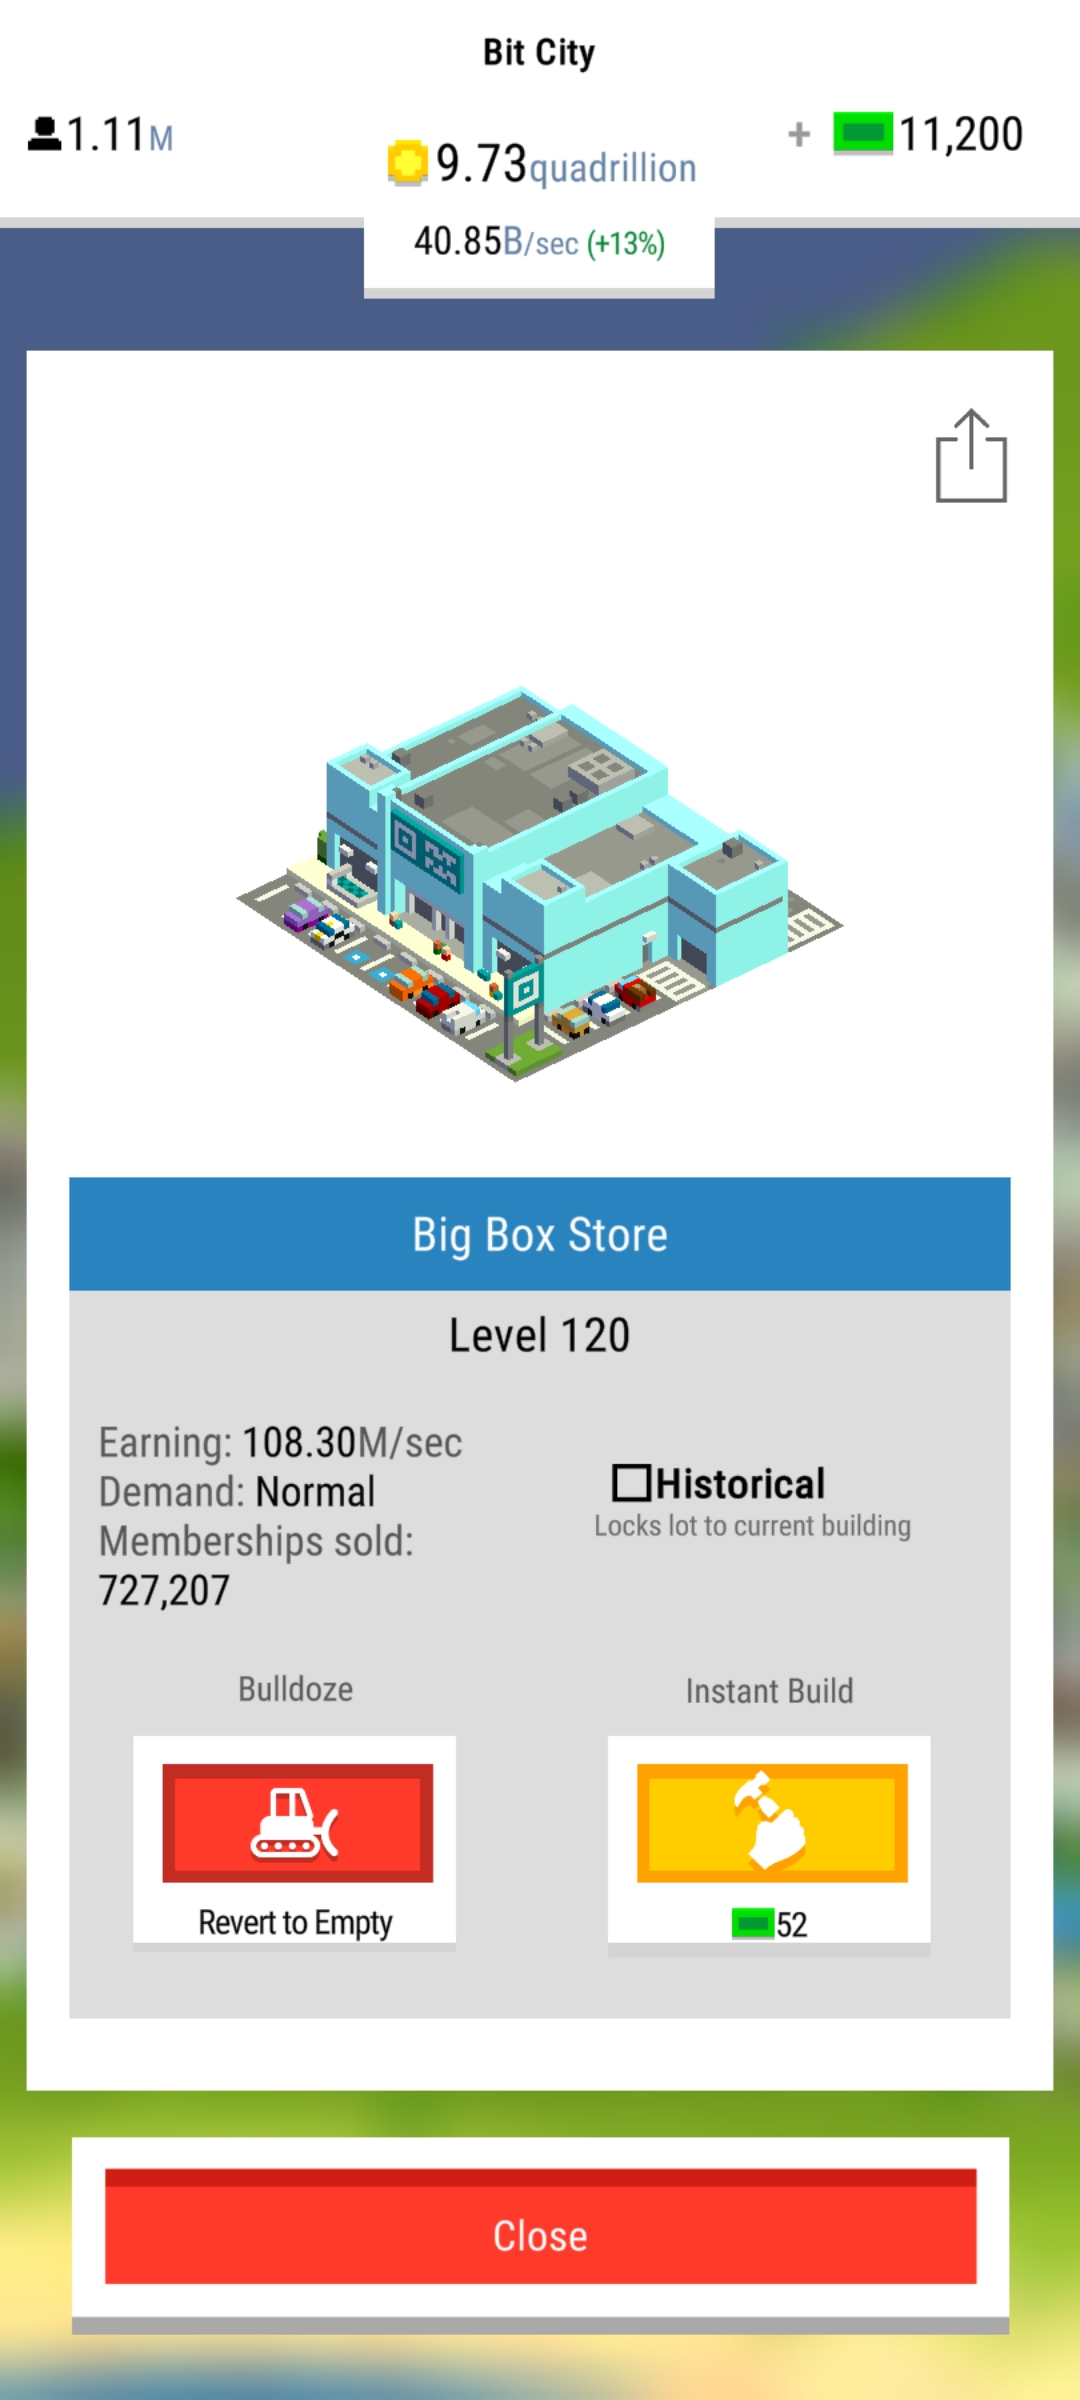 Bit City
1.11M
+ 11,200
9.73quadrillion
40.85B/sec (+13%)
Big Box Store
Level 120
Earning: 108.30M/sec
Demand: Normal
Memberships sold:
727,207
Historical
Locks lot to current building
Bulldoze
Instant Build
Revert to Empty
52
Close